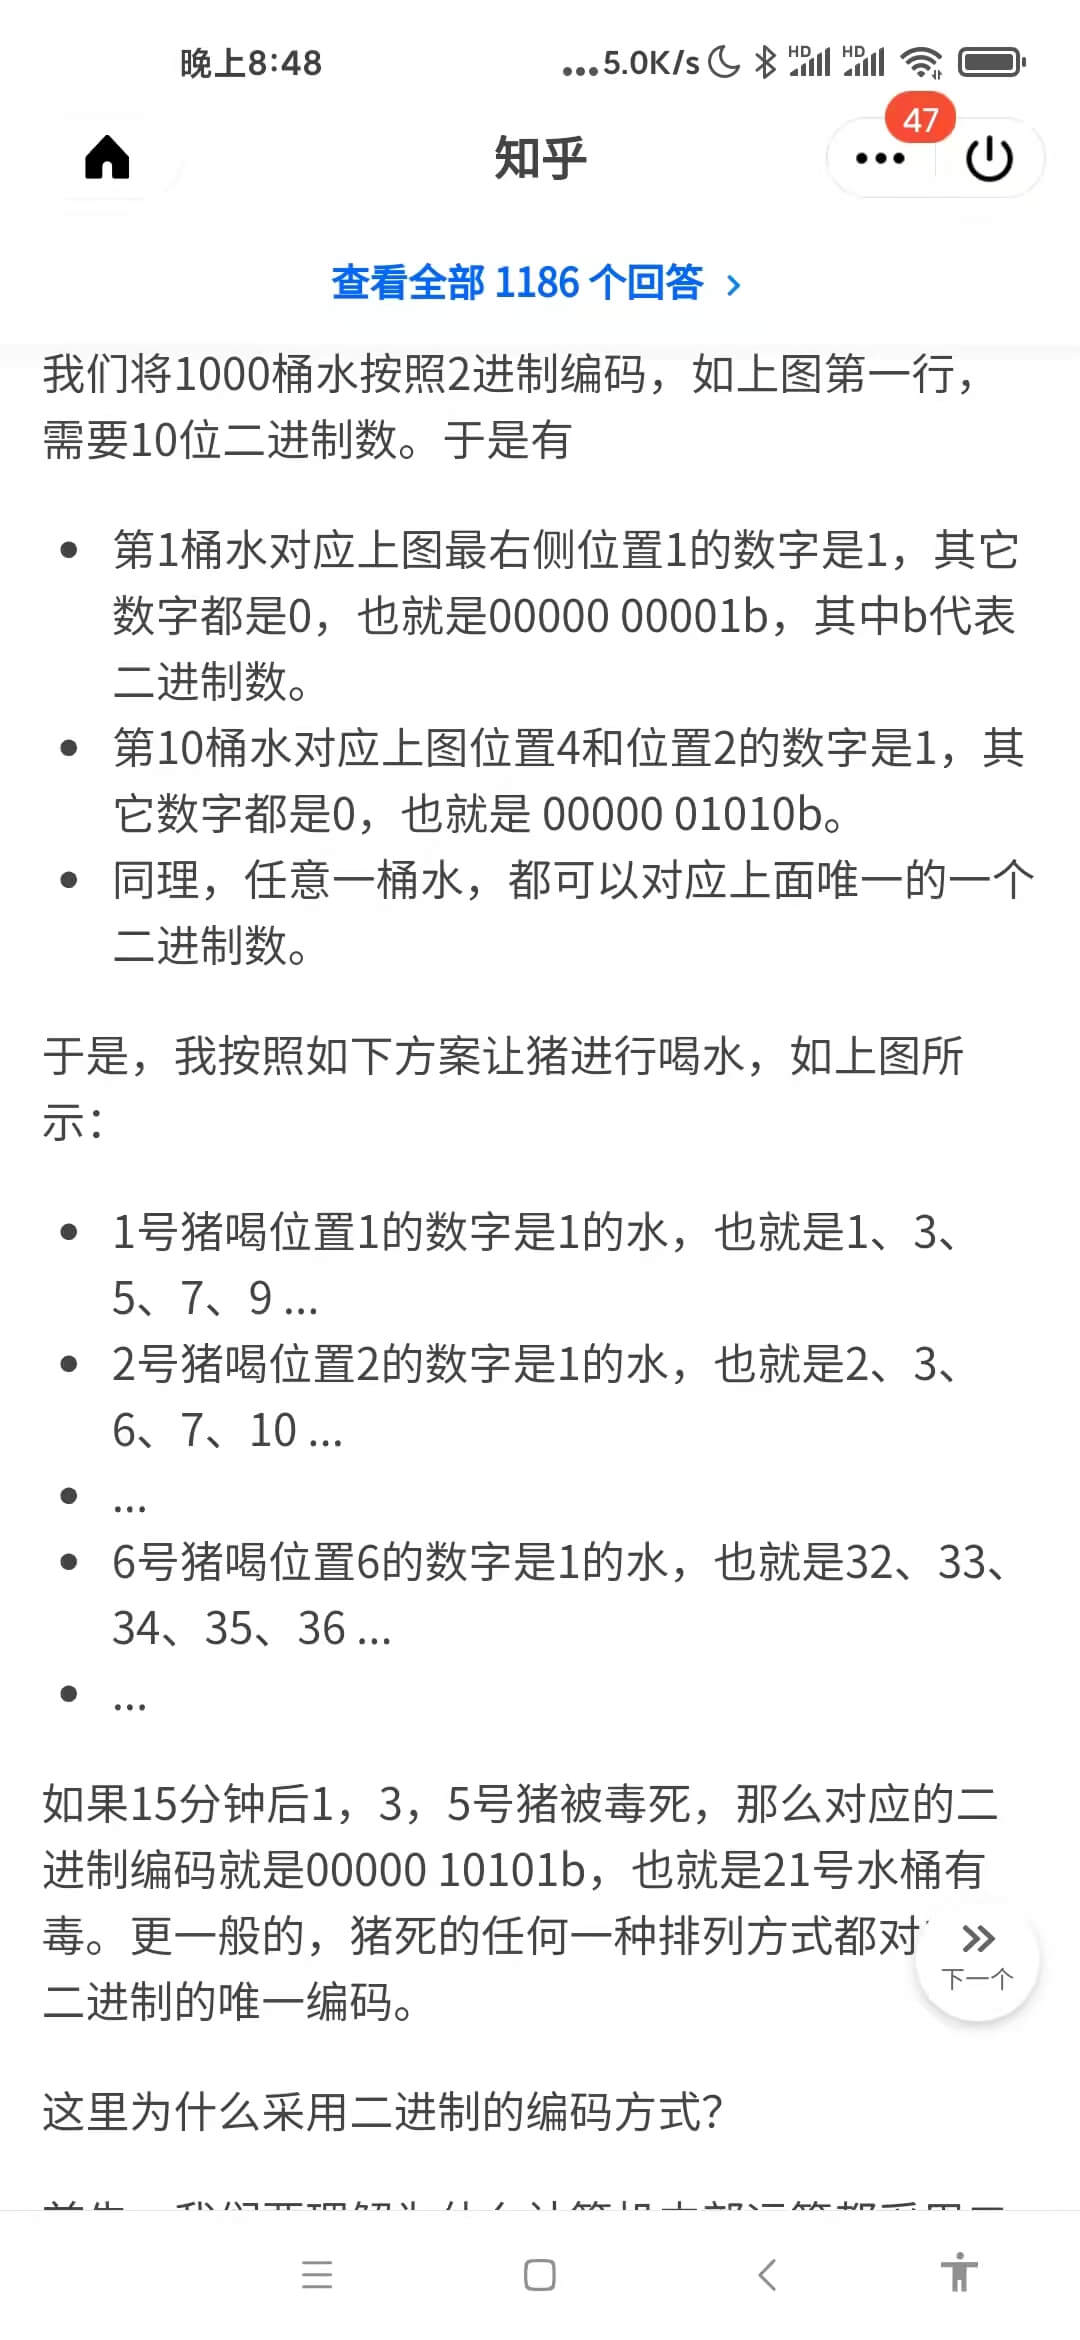 晚上8:48
...5.0K/s
HD
HD
47
知乎
查看全部 1186 个回答
我们将1000桶水按照2进制编码，如上图第一行，
需要10位二进制数。于是有
第1桶水对应上图最右侧位置1的数字是1，其它
数字都是0，也就是00000 00001b，其中b代表
二进制数。
第10桶水对应上图位置4和位置2的数字是1，其
它数字都是0，也就是 00000 01010b。
同理，任意一桶水，都可以对应上面唯一的一个
二进制数。
于是，我按照如下方案让猪进行喝水，如上图所
示：
1号猪喝位置1的数字是1的水，也就是1、3、
5、7、9 ...
2号猪喝位置2的数字是1的水，也就是2、3、
6、7、10 ...
...
6号猪喝位置6的数字是1的水，也就是32、33、
34、35、36 ...
...
如果15分钟后1，3，5号猪被毒死，那么对应的二
进制编码就是00000 10101b，也就是21号水桶有
毒。更一般的，猪死的任何一种排列方式都对
二进制的唯一编码。
下一个
这里为什么采用二进制的编码方式？